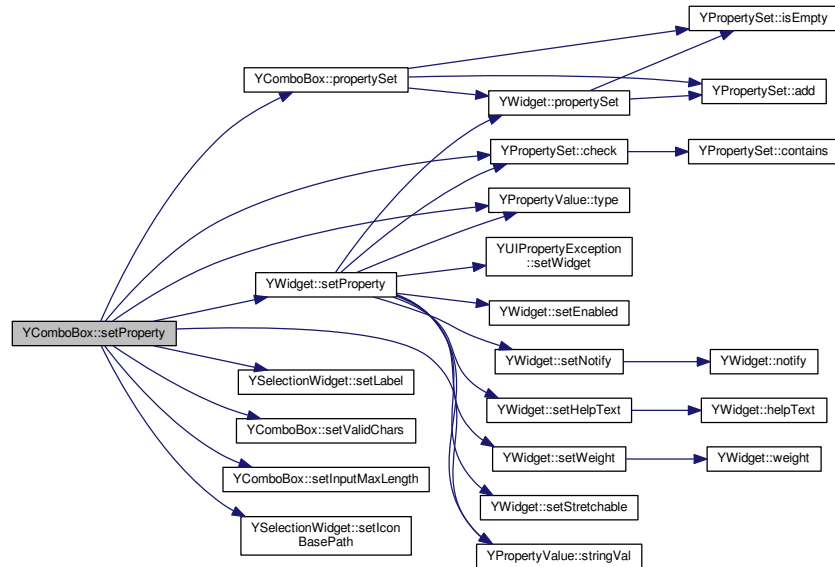 YPropertySet::isEmpty
YComboBox::propertySet
YPropertySet::add
YWidget::propertySet
YPropertySet::check
YPropertySet::contains
YPropertyValue::type
YUIPropertyException
::setWidget
YWidget::setProperty
YWidget::setEnabled
YComboBox::setProperty
YWidget::setNotify
YWidget::notify
YSelectionWidget::setLabel
YWidget::setHelpText
YWidget::helpText
YComboBox::setValidChars
YWidget::setWeight
YWidget::weight
YComboBox::setInputMaxLength
YWidget::setStretchable
YSelectionWidget::setIcon
BasePath
YPropertyValue::stringVal